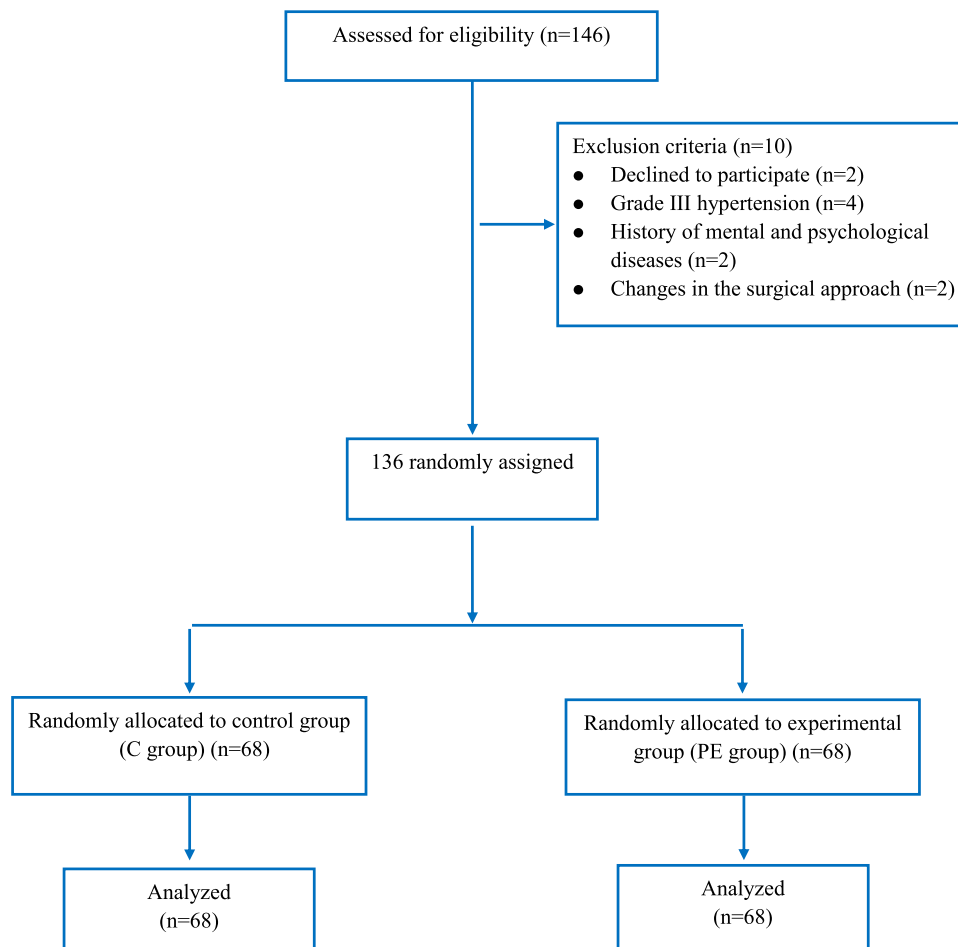 Assessed for eligibility (n=146)
Exclusion criteria (n=10)
● Declined to participate (n=2)
● Grade III hypertension (n=4)
● History of mental and psychological
diseases (n=2)
● Changes in the surgical approach (n=2)
136 randomly assigned
Randomly allocated to control group
(C group) (n=68)
Randomly allocated to experimental
group (PE group) (n=68)
Analyzed
(n=68)
Analyzed
(n=68)